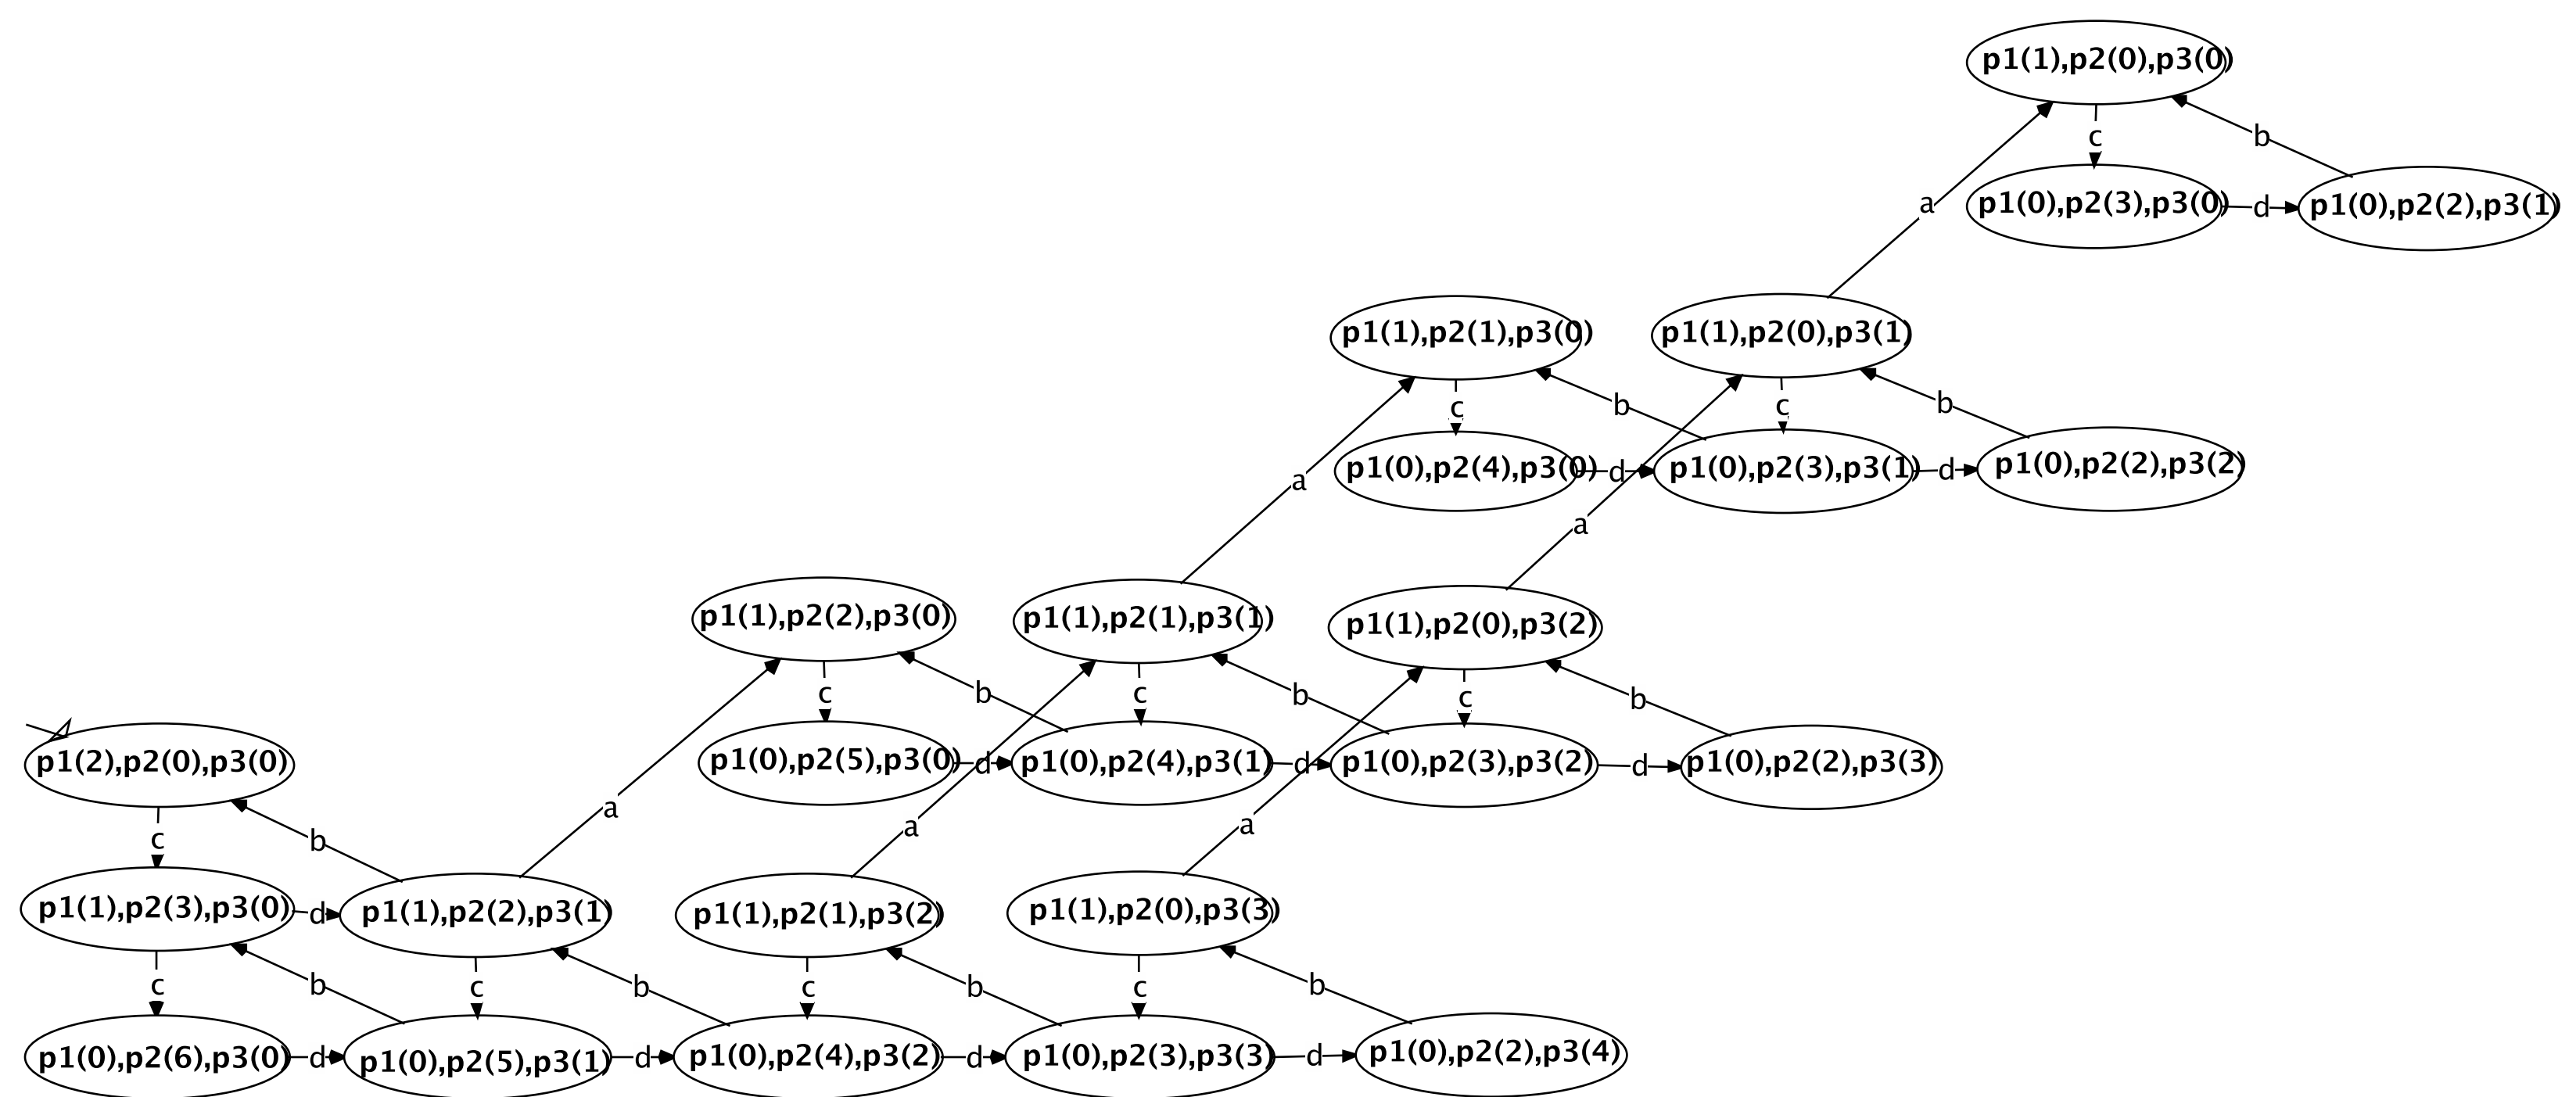 p1(1),p2(0),p3(0)
c
b
a
p1(0),p2(3),p3(0)
d
p1(0),p2(2),p3(1)
p1(1),p2(1),p3(0)
p1(1),p2(0),p3(1)
c
b
c
b
a
p1(0),p2(4),p3(0)
d
p1(0),p2(3),p3(1)
d
p1(0),p2(2),p3(2)
a
p1(1),p2(2),p3(0)
p1(1),p2(1),p3(1)
p1(1),p2(0),p3(2)
c
b
c
b
c
b
p1(2),p2(0),p3(0)
p1(0),p2(5),p3(0)
d
p1(0),p2(4),p3(1)
d
p1(0),p2(3),p3(2)
d
p1(0),p2(2),p3(3)
a
a
a
c
b
p1(1),p2(3),p3(0)
d
p1(1),p2(2),p3(1)
p1(1),p2(1),p3(2)
p1(1),p2(0),p3(3)
c
b
c
b
c
b
c
b
p1(0),p2(6),p3(0)
d
p1(0),p2(5),p3(1)
d
p1(0),p2(4),p3(2)
d
p1(0),p2(3),p3(3)
d
p1(0),p2(2),p3(4)